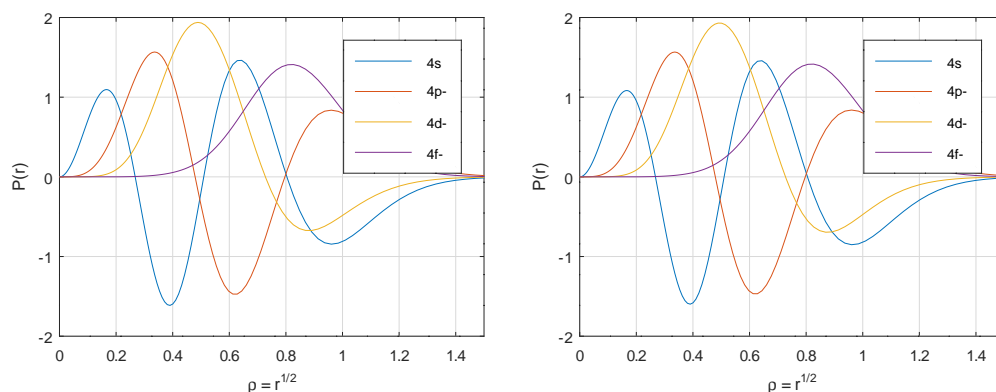 2
1
0
-1
-2
P(r)
0 0.2 0.4 0.6 0.8 1 1.2 1.4
ρ = r^{1/2}
4s
4p-
4d-
4f-
2
1
0
-1
-2
P(r)
0 0.2 0.4 0.6 0.8 1 1.2 1.4
ρ = r^{1/2}
4s
4p-
4d-
4f-